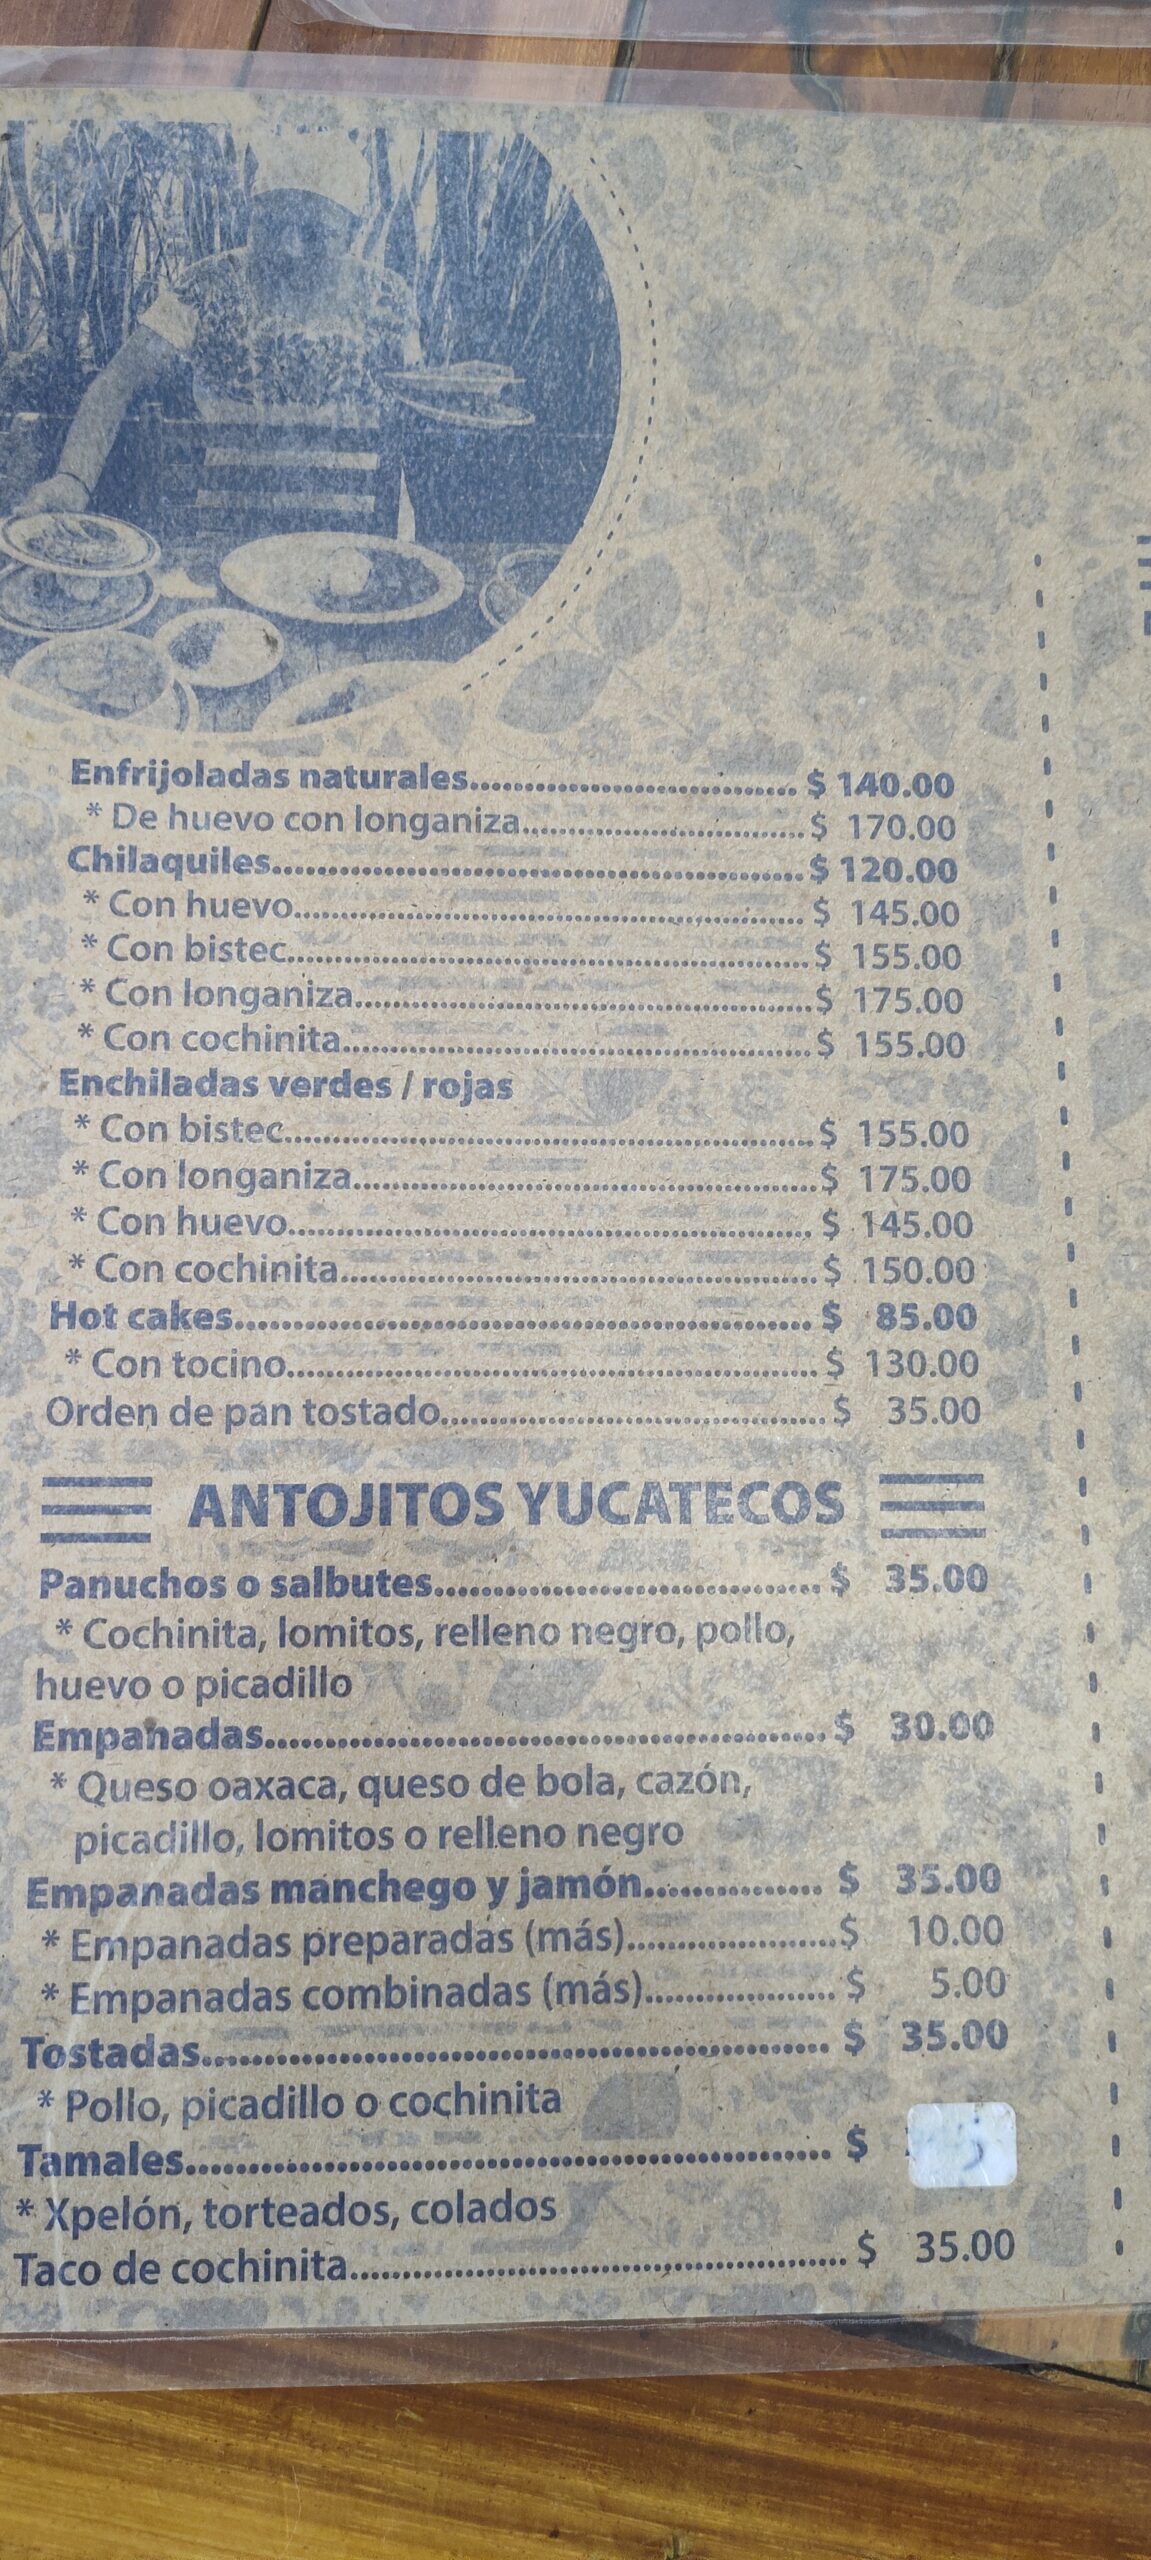 Enfrijoladas naturales.......... $ 140.00
* De huevo con longaniza.......... $ 170.00
Chilaquiles.......... $ 120.00
* Con huevo.......... $ 145.00
* Con bistec.......... $ 155.00
* Con longaniza.......... $ 175.00
* Con cochinita.......... $ 155.00
Enchiladas verdes / rojas
* Con bistec.......... $ 155.00
* Con longaniza.......... $ 175.00
* Con huevo.......... $ 145.00
* Con cochinita.......... $ 150.00
Hot cakes.......... $ 85.00
* Con tocino.......... $ 130.00
Orden de pan tostado.......... $ 35.00
ANTOJITOS YUCATECOS
Panuchos o salbutes.......... $ 35.00
* Cochinita, lomitos, relleno negro, pollo,
huevo o picadillo
Empanadas.......... $ 30.00
* Queso oaxaca, queso de bola, cazón,
picadillo, lomitos o relleno negro
Empanadas manchego y jamón.......... $ 35.00
* Empanadas preparadas (más).......... $ 10.00
* Empanadas combinadas (más).......... $ 5.00
Tostadas.......... $ 35.00
* Pollo, picadillo o cochinita
Tamales.......... $
* Xpelón, torteados, colados
Taco de cochinita.......... $ 35.00